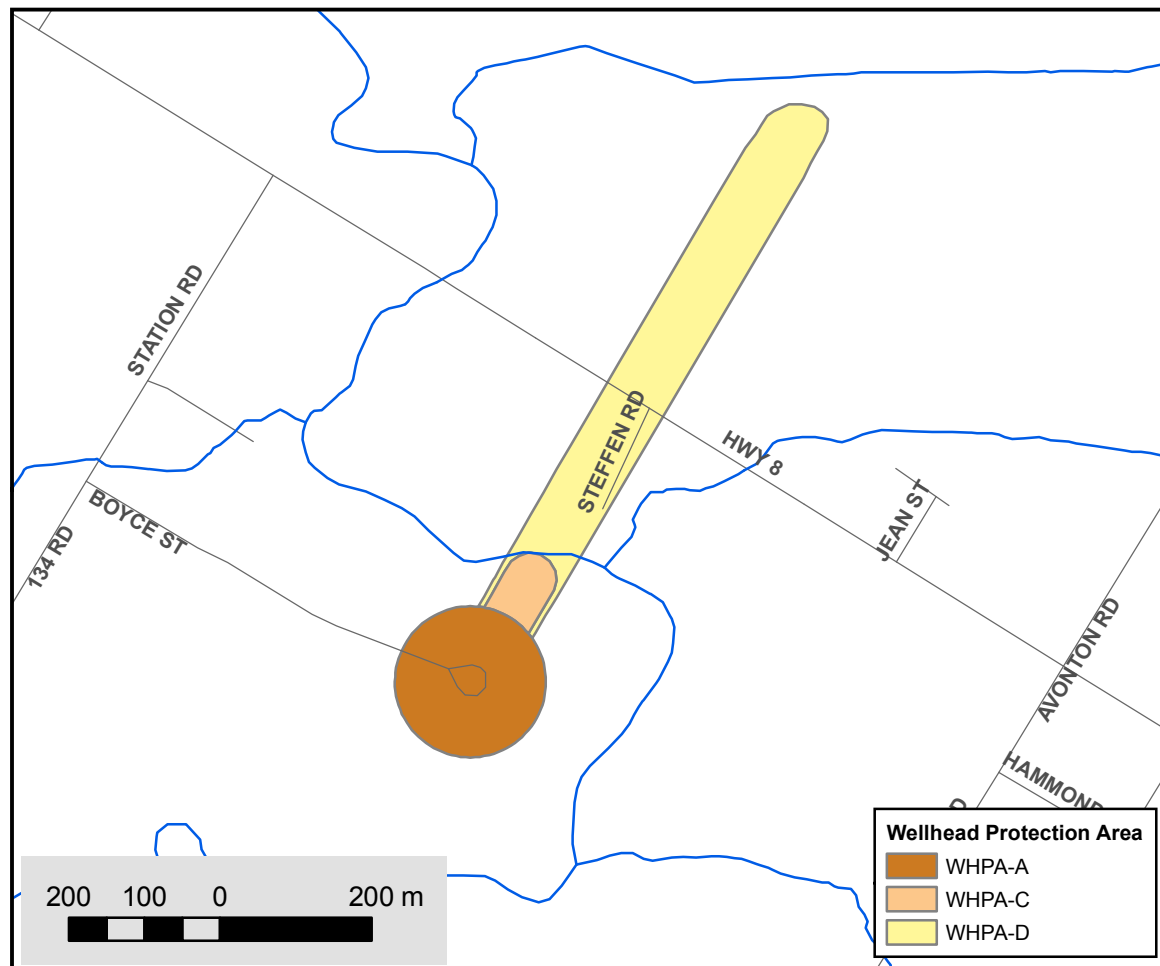 STATION RD
BOYCE ST
134 RD
STEFFEN RD
HWY 8
JEAN ST
AVONTON RD
HAMMOND
Wellhead Protection Area
WHPA-A
WHPA-C
WHPA-D
200 100 0 200 m